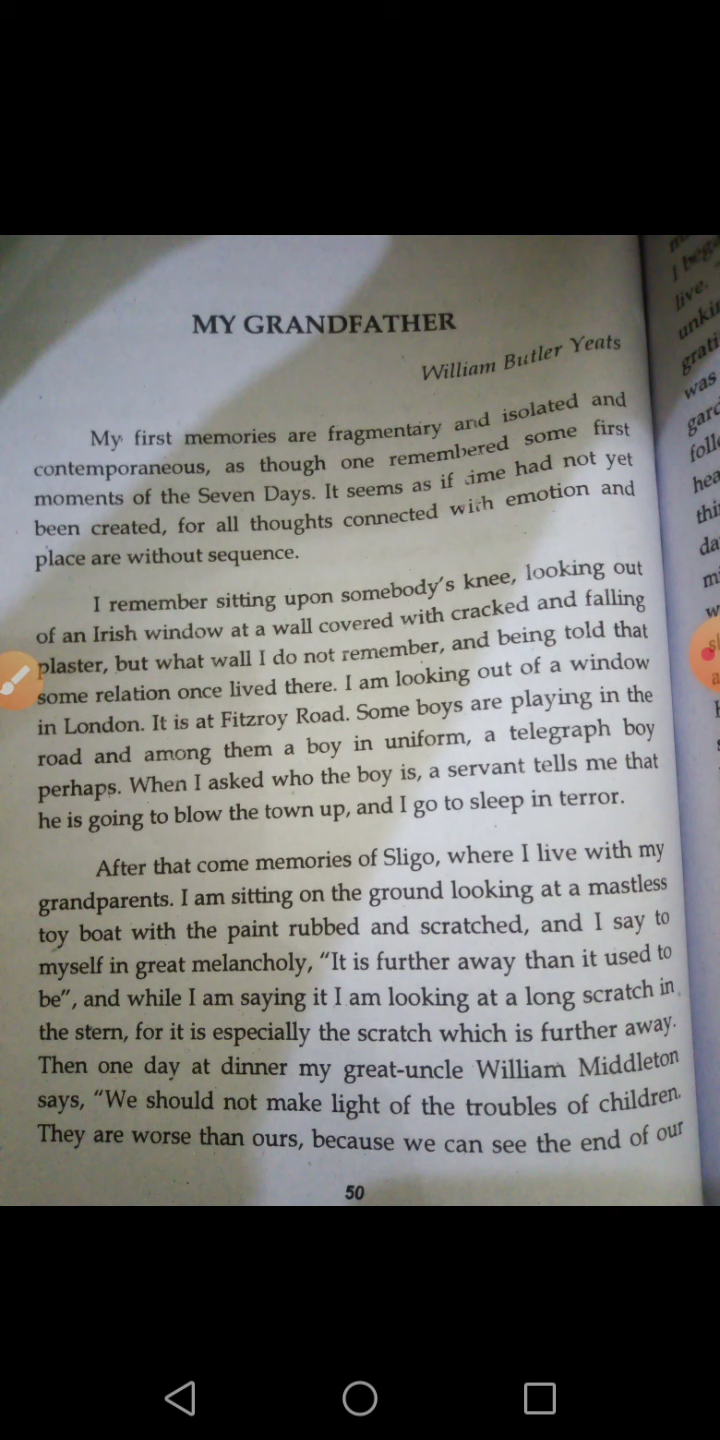 MY GRANDFATHER
William Butler Yeats
My first memories are fragmentary and isolated and
contemporaneous, as though one remembered some first
moments of the Seven Days. It seems as if time had not yet
been created, for all thoughts connected with emotion and
place are without sequence.
I remember sitting upon somebody's knee, looking out
of an Irish window at a wall covered with cracked and falling
plaster, but what wall I do not remember, and being told that
some relation once lived there. I am looking out of a window
in London. It is at Fitzroy Road. Some boys are playing in the
road and among them a boy in uniform, a telegraph boy
perhaps. When I asked who the boy is, a servant tells me that
he is going to blow the town up, and I go to sleep in terror.
After that come memories of Sligo, where I live with my
grandparents. I am sitting on the ground looking at a mastless
toy boat with the paint rubbed and scratched, and I say to
myself in great melancholy, "It is further away than it used to
be", and while I am saying it I am looking at a long scratch in
the stern, for it is especially the scratch which is further away.
Then one day at dinner my great-uncle William Middleton
says, "We should not make light of the troubles of children.
They are worse than ours, because we can see the end of our
50
I bega
live.
unkin
grati
was
gard
follo
hea
thi
da